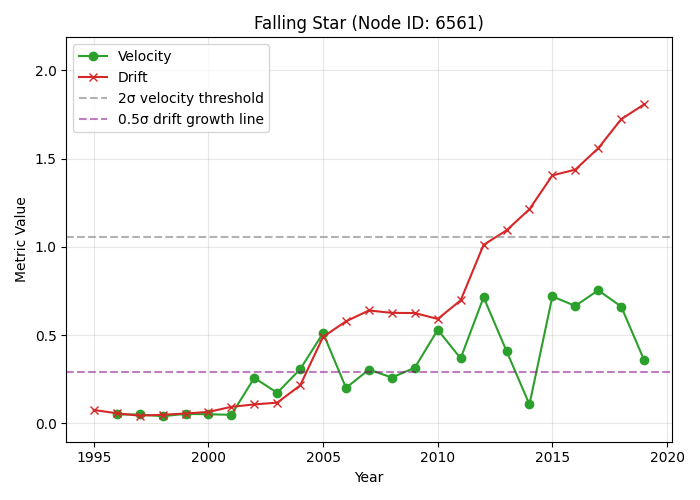 Falling Star (Node ID: 6561)
Velocity
Drift
2σ velocity threshold
0.5σ drift growth line
Metric Value
2.0
1.5
1.0
0.5
0.0
1995 2000 2005 2010 2015 2020
Year